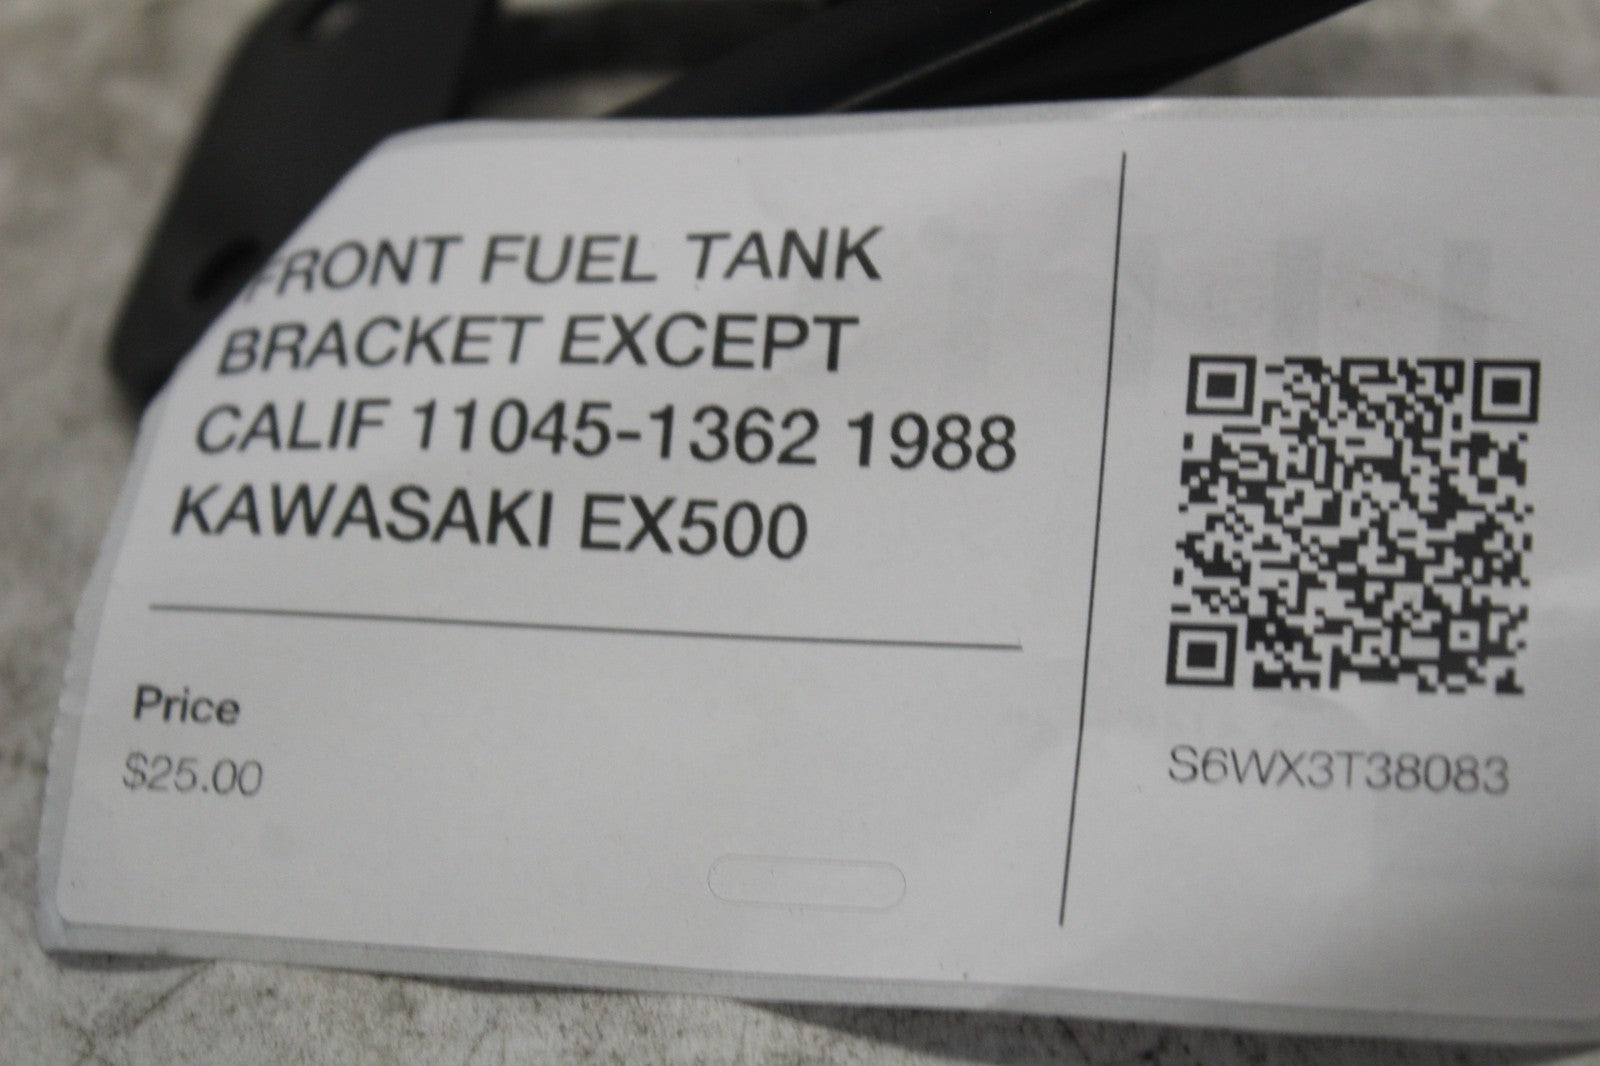 FRONT FUEL TANK
BRACKET EXCEPT
CALIF 11045-1362 1988
KAWASAKI EX500
Price
$25.00
S6WX3T38083